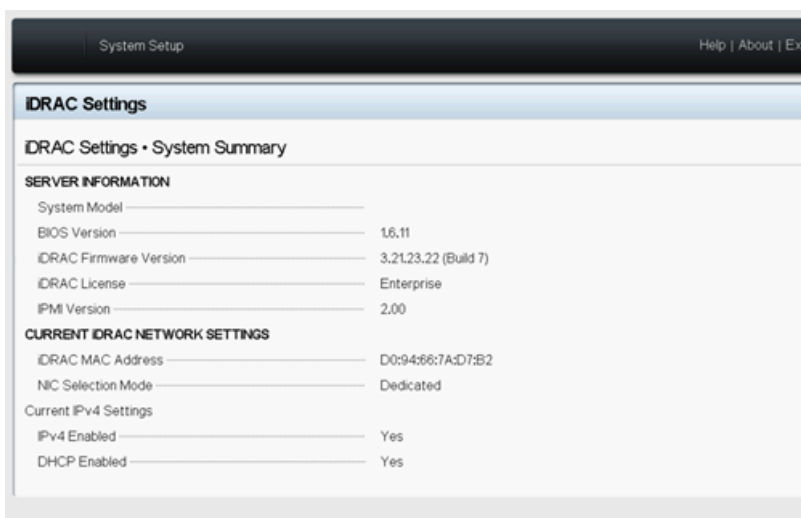 System Setup
Help | About | Ex
iDRAC Settings
iDRAC Settings • System Summary
SERVER INFORMATION
System Model
BIOS Version 1.6.11
iDRAC Firmware Version 3.21.23.22 (Build 7)
iDRAC License Enterprise
IPMI Version 2.00
CURRENT iDRAC NETWORK SETTINGS
iDRAC MAC Address D0:94:66:7A:D7:B2
NIC Selection Mode Dedicated
Current IPv4 Settings
IPv4 Enabled Yes
DHCP Enabled Yes